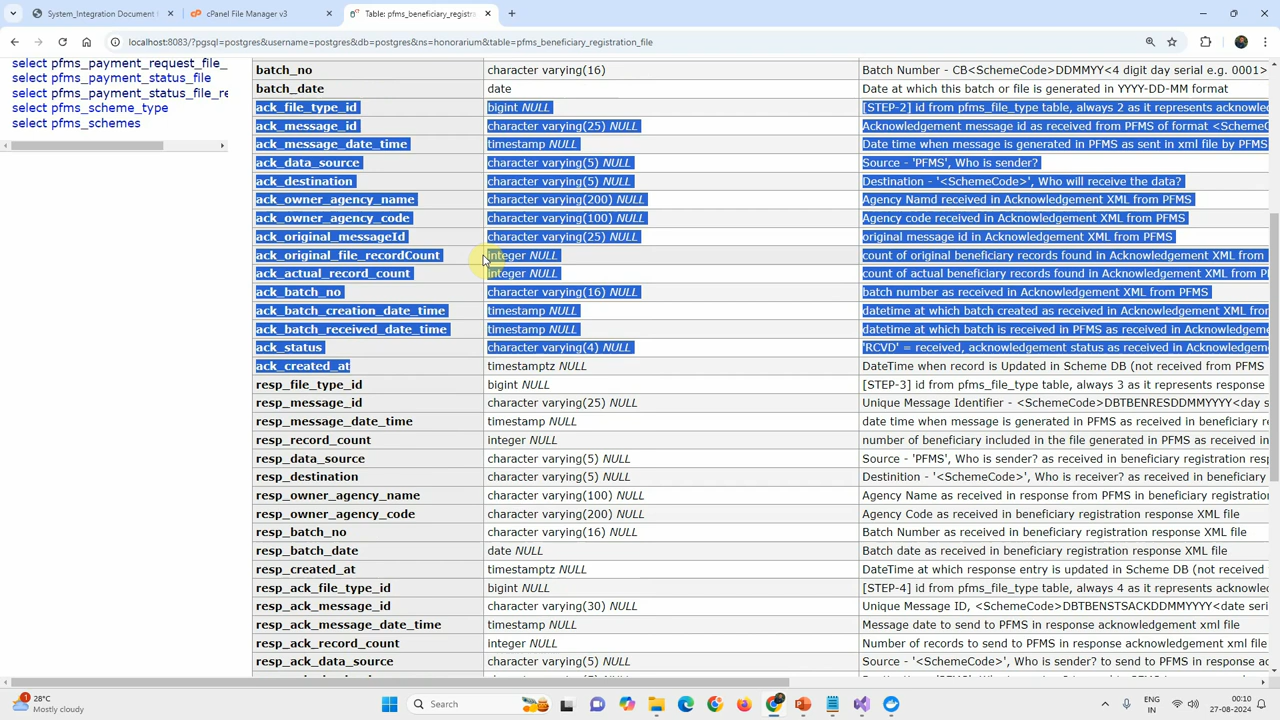 System_Integration Document
cPanel File Manager v3
Table: pfms_beneficiary_registra
localhost:8083/?pgsql=postgres&username=postgres&db=postgres&ns=honorarium&table=pfms_beneficiary_registration_file
select pfms_payment_request_file_
select pfms_payment_status_file
select pfms_payment_status_file_re
select pfms_scheme_type
select pfms_schemes
batch_no character varying(16) Batch Number - CB<SchemeCode>DDMMYY<4 digit day serial e.g. 0001>
batch_date date Date at which this batch or file is generated in YYYY-DD-MM format
ack_file_type_id bigint NULL [STEP-2] id from pfms_file_type table, always 2 as it represents acknowled
ack_message_id character varying(25) NULL Acknowledgement message id as received from PFMS of format <SchemeC
ack_message_date_time timestamp NULL Date time when message is generated in PFMS as sent in xml file by PFMS
ack_data_source character varying(5) NULL Source - 'PFMS', Who is sender?
ack_destination character varying(5) NULL Destination - '<SchemeCode>', Who will receive the data?
ack_owner_agency_name character varying(200) NULL Agency Namd received in Acknowledgement XML from PFMS
ack_owner_agency_code character varying(100) NULL Agency code received in Acknowledgement XML from PFMS
ack_original_messageId character varying(25) NULL original message id in Acknowledgement XML from PFMS
ack_original_file_recordCount integer NULL count of original beneficiary records found in Acknowledgement XML from
ack_actual_record_count integer NULL count of actual beneficiary records found in Acknowledgement XML from P
ack_batch_no character varying(16) NULL batch number as received in Acknowledgement XML from PFMS
ack_batch_creation_date_time timestamp NULL datetime at which batch created as received in Acknowledgement XML fror
ack_batch_received_date_time timestamp NULL datetime at which batch is received in PFMS as received in Acknowledgeme
ack_status character varying(4) NULL 'RCVD' = received, acknowledgement status as received in Acknowledgeme
ack_created_at timestamptz NULL DateTime when record is Updated in Scheme DB (not received from PFMS
resp_file_type_id bigint NULL [STEP-3] id from pfms_file_type table, always 3 as it represents response
resp_message_id character varying(25) NULL Unique Message Identifier - <SchemeCode>DBTBENRESDDMMYYYY<day s
resp_message_date_time timestamp NULL date time when message is generated in PFMS as received in beneficiary re
resp_record_count integer NULL number of beneficiary included in the file generated in PFMS as received in
resp_data_source character varying(5) NULL Source - 'PFMS', Who is sender? as received in beneficiary registration resp
resp_destination character varying(5) NULL Destinition - '<SchemeCode>', Who is receiver? as received in beneficiary
resp_owner_agency_name character varying(100) NULL Agency Name as received in response from PFMS in beneficiary registration
resp_owner_agency_code character varying(200) NULL Agency Code as received in beneficiary registration response XML file
resp_batch_no character varying(16) NULL Batch Number as received in beneficiary registration response XML file
resp_batch_date date NULL Batch date as received in beneficiary registration response XML file
resp_created_at timestamptz NULL DateTime at which response entry is updated in Scheme DB (not received
resp_ack_file_type_id bigint NULL [STEP-4] id from pfms_file_type table, always 4 as it represents acknowled
resp_ack_message_id character varying(30) NULL Unique Message ID, <SchemeCode>DBTBENSTSACKDDMMYYYY<date seri
resp_ack_message_date_time timestamp NULL Message date to send to PFMS in response acknowledgement xml file
resp_ack_record_count integer NULL Number of records to send to PFMS in response acknowledgement xml file
resp_ack_data_source character varying(5) NULL Source - '<SchemeCode>', Who is sender? to send to PFMS in response ac
28°C
Mostly cloudy
Search
ENG
IN
00:10
27-08-2024